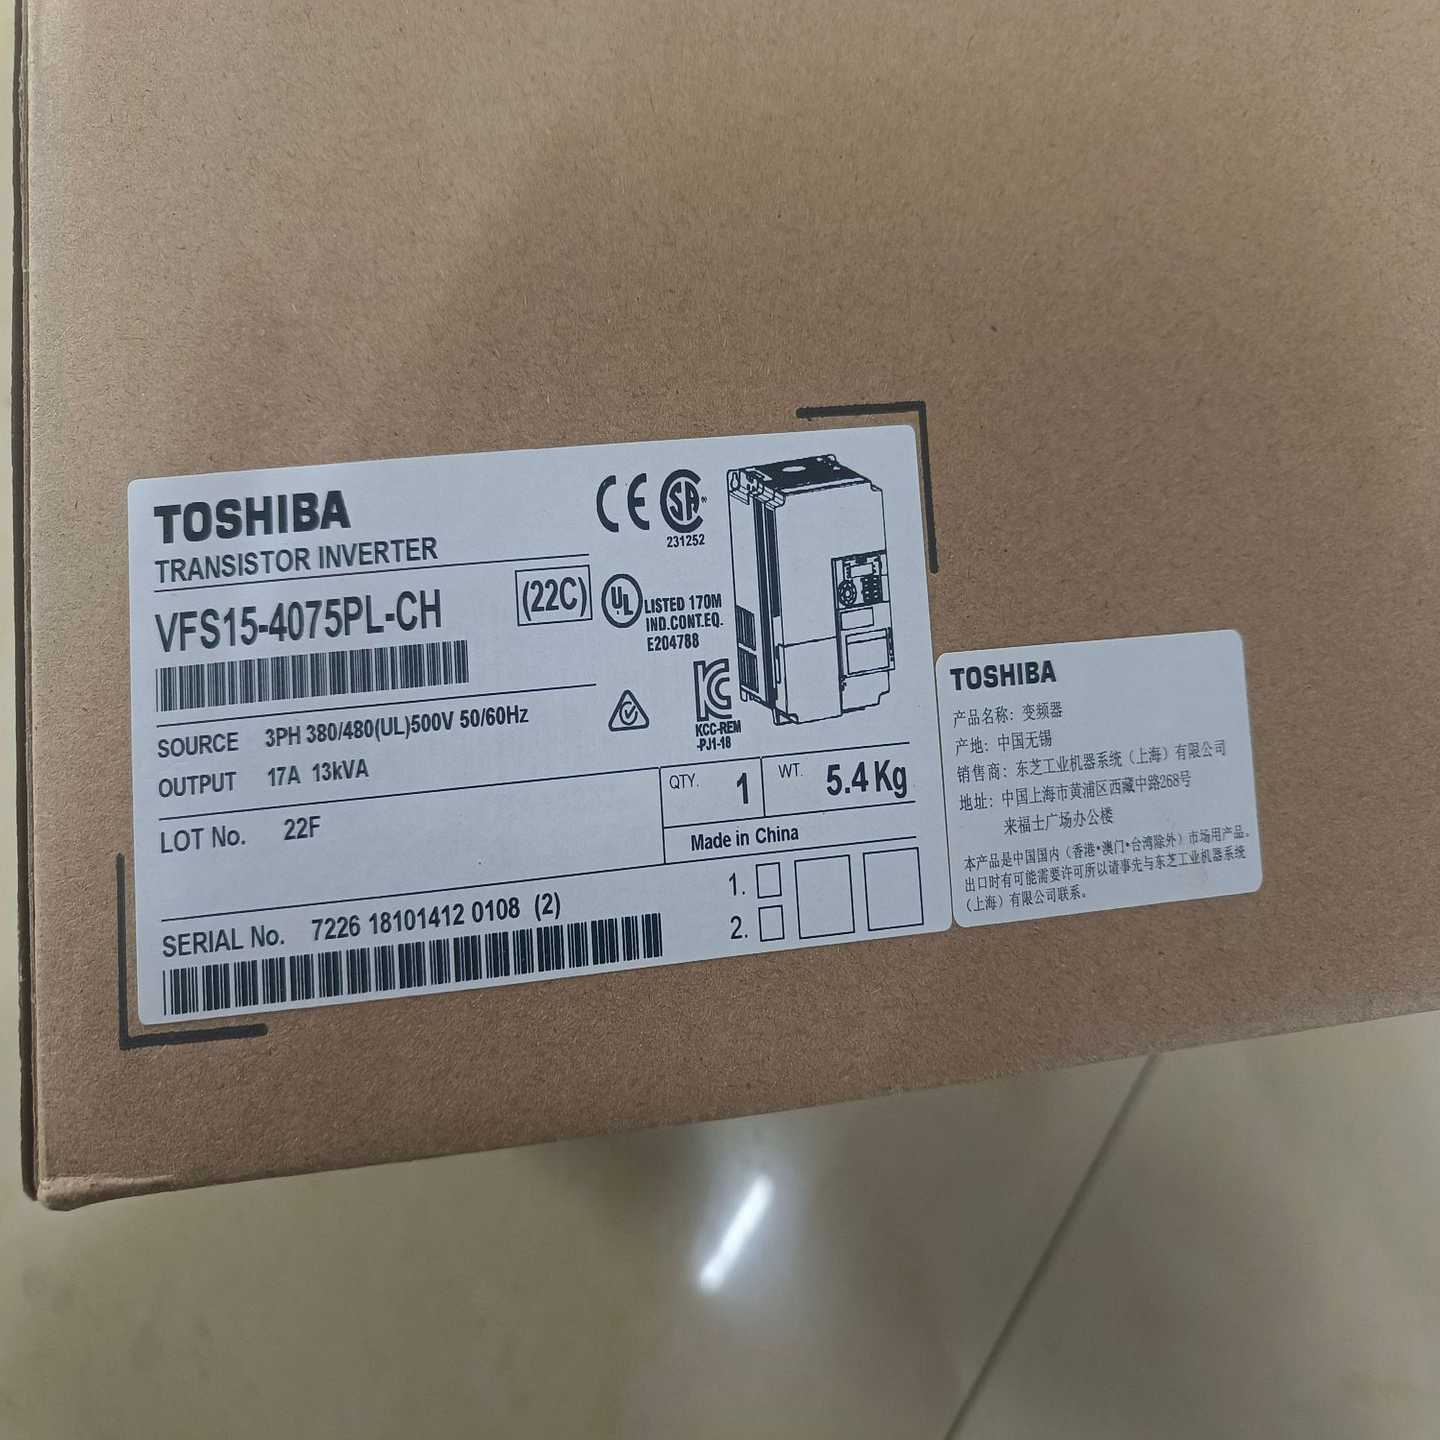 TOSHIBA
TRANSISTOR INVERTER
VFS15-4075PL-CH
(22C)
CE
SA
231252
UL
LISTED 170M
IND.CONT.EQ.
E204788
KC
KCC-REM
-PJ1-18
SOURCE 3PH 380/480(UL)500V 50/60Hz
OUTPUT 17A 13kVA
LOT No. 22F
QTY. 1
WT. 5.4Kg
Made in China
1.
2.
SERIAL No. 7226 18101412 0108 (2)
TOSHIBA
产品名称：变频器
产地：中国无锡
销售商：东芝工业机器系统（上海）有限公司
地址：中国上海市黄浦区西藏中路268号
来福士广场办公楼
本产品是中国国内（香港•澳门•台湾除外）市场用产品。
出口时有可能需要许可所以请事先与东芝工业机器系统
（上海）有限公司联系。